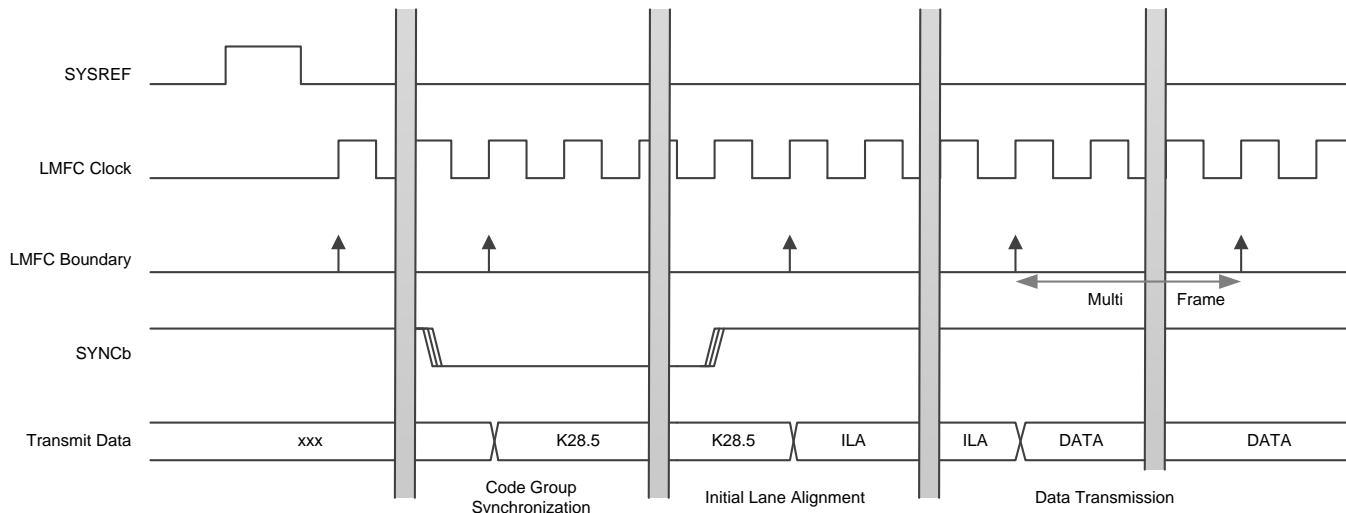 SYSREF
LMFC Clock
LMFC Boundary
Multi Frame
SYNCb
Transmit Data xxx K28.5 K28.5 ILA ILA DATA DATA
Code Group
Synchronization
Initial Lane Alignment
Data Transmission